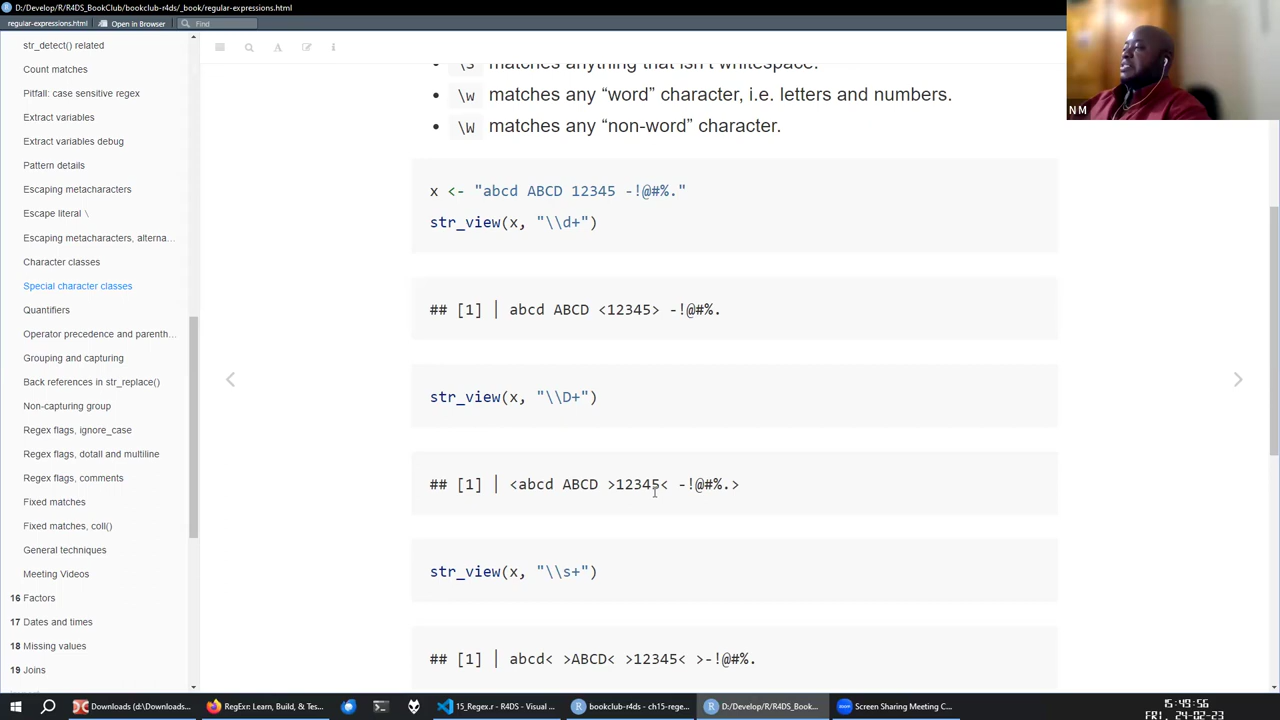 D:/Develop/R/R4DS_BookClub/bookclub-r4ds/_book/regular-expressions.html
regular-expressions.html
Open in Browser
Find
str_detect() related
Count matches
Pitfall: case sensitive regex
Extract variables
Extract variables debug
Pattern details
Escaping metacharacters
Escape literal \
Escaping metacharacters, alterna...
Character classes
Special character classes
Quantifiers
Operator precedence and parenth...
Grouping and capturing
Back references in str_replace()
Non-capturing group
Regex flags, ignore_case
Regex flags, dotall and multiline
Regex flags, comments
Fixed matches
Fixed matches, coll()
General techniques
Meeting Videos
16 Factors
17 Dates and times
18 Missing values
19 Joins
\S matches anything that isn't whitespace.
\w matches any “word” character, i.e. letters and numbers.
\W matches any “non-word” character.
x <- "abcd ABCD 12345 -!@#%."
str_view(x, "\\d+")
## [1] │ abcd ABCD <12345> -!@#%.
str_view(x, "\\D+")
## [1] │ <abcd ABCD >12345< -!@#%.>
str_view(x, "\\s+")
## [1] │ abcd< >ABCD< >12345< >-!@#%.
NM
Downloads (d:\Downloads...
RegExr: Learn, Build, & Tes...
15_Regex.r - R4DS - Visual ...
bookclub-r4ds - ch15-rege...
D:/Develop/R/R4DS_Boo...
Screen Sharing Meeting C...
15:49:56
FRI, 24-02-23